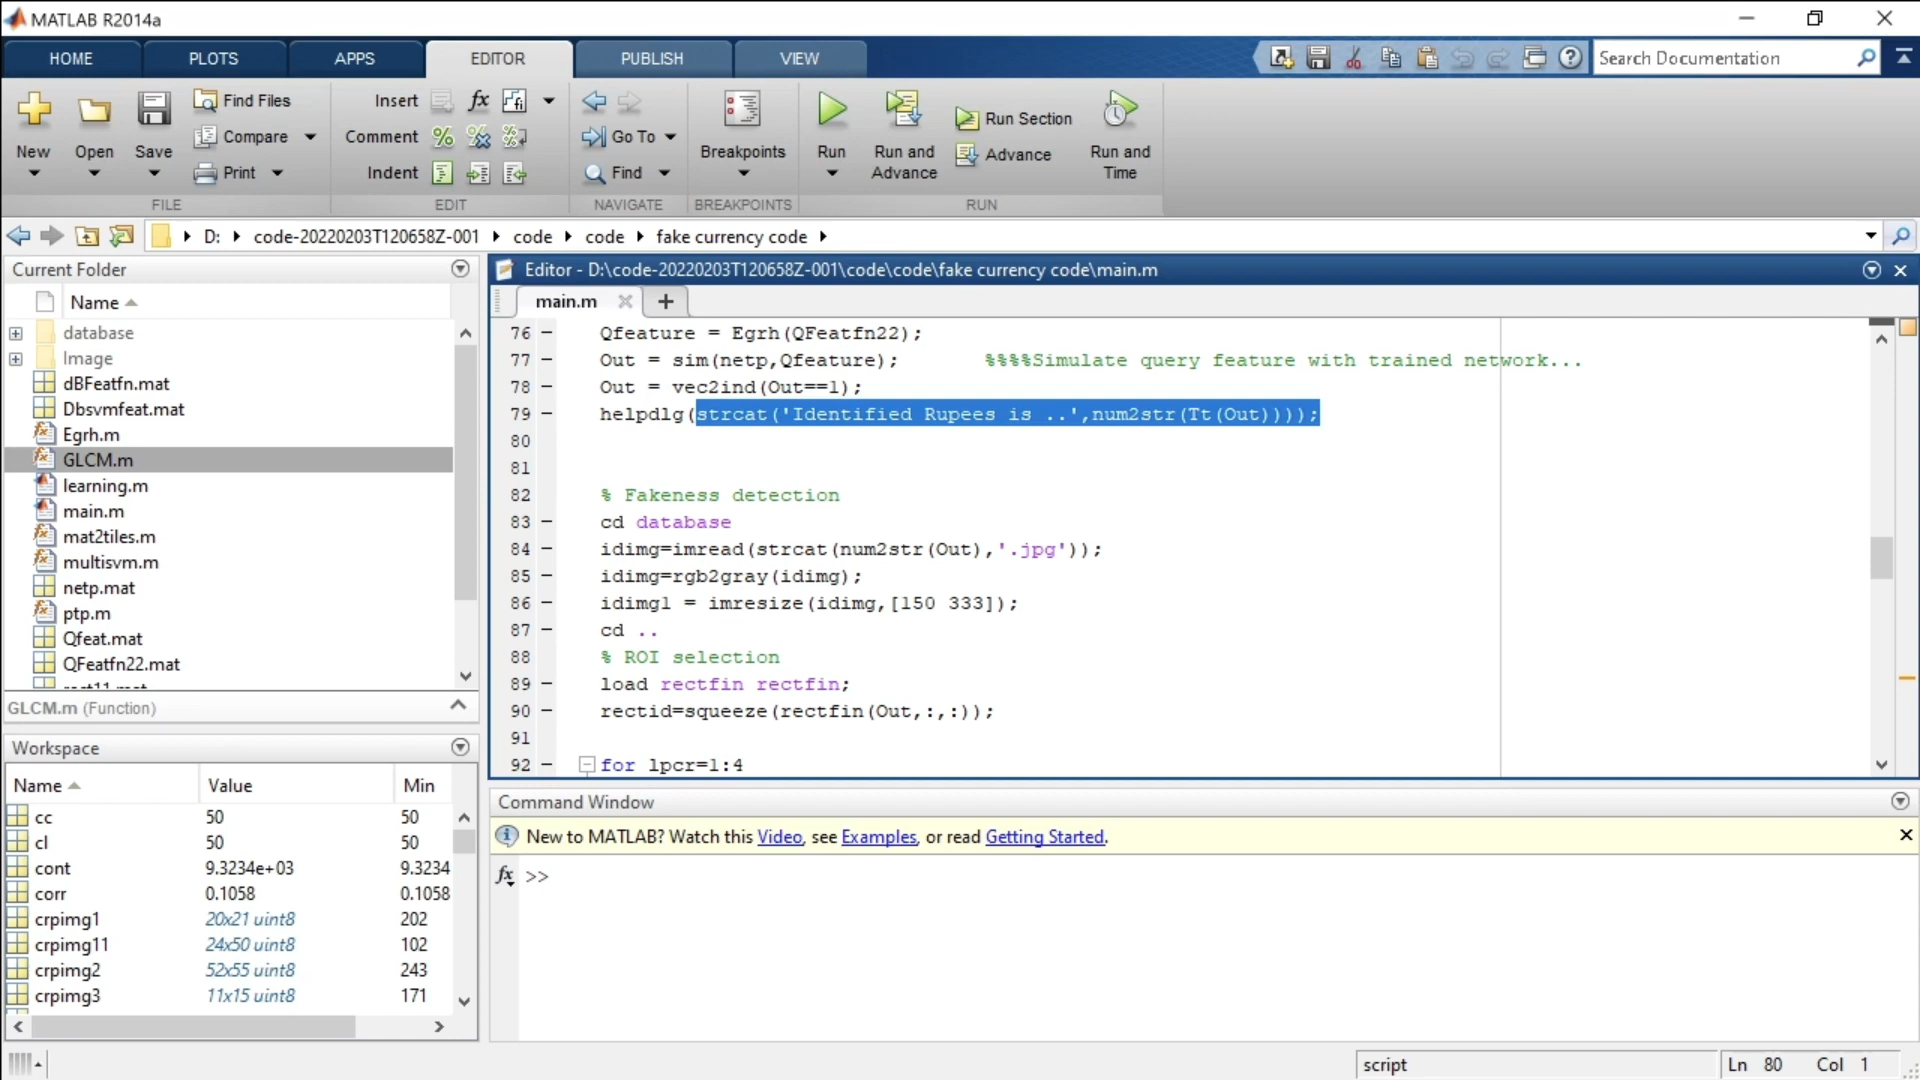 MATLAB R2014a
HOME PLOTS APPS EDITOR PUBLISH VIEW Search Documentation
New Open Save Find Files Compare Print Insert fx Comment Indent Go To Find Breakpoints Run Run and Advance Run Section Advance Run and Time
FILE EDIT NAVIGATE BREAKPOINTS RUN
D: code-20220203T120658Z-001 code code fake currency code
Current Folder
Name
database
Image
dBFeatfn.mat
Dbsvmfeat.mat
Egrh.m
GLCM.m
learning.m
main.m
mat2tiles.m
multisvm.m
netp.mat
ptp.m
Qfeat.mat
QFeatfn22.mat
GLCM.m (Function)
Workspace
Name Value Min
cc 50 50
cl 50 50
cont 9.3234e+03 9.3234
corr 0.1058 0.1058
crpimg1 20x21 uint8 202
crpimg11 24x50 uint8 102
crpimg2 52x55 uint8 243
crpimg3 11x15 uint8 171
Editor - D:\code-20220203T120658Z-001\code\code\fake currency code\main.m
main.m
76 – Qfeature = Egrh(QFeatfn22);
77 – Out = sim(netp,Qfeature); %%%%Simulate query feature with trained network...
78 – Out = vec2ind(Out==1);
79 – helpdlg(strcat('Identified Rupees is ..',num2str(Tt(Out))));
80
81
82 % Fakeness detection
83 – cd database
84 – idimg=imread(strcat(num2str(Out),'.jpg'));
85 – idimg=rgb2gray(idimg);
86 – idimg1 = imresize(idimg,[150 333]);
87 – cd ..
88 % ROI selection
89 – load rectfin rectfin;
90 – rectid=squeeze(rectfin(Out,:,:));
91
92 – for lpcr=1:4
Command Window
New to MATLAB? Watch this Video, see Examples, or read Getting Started.
fx >>
script Ln 80 Col 1